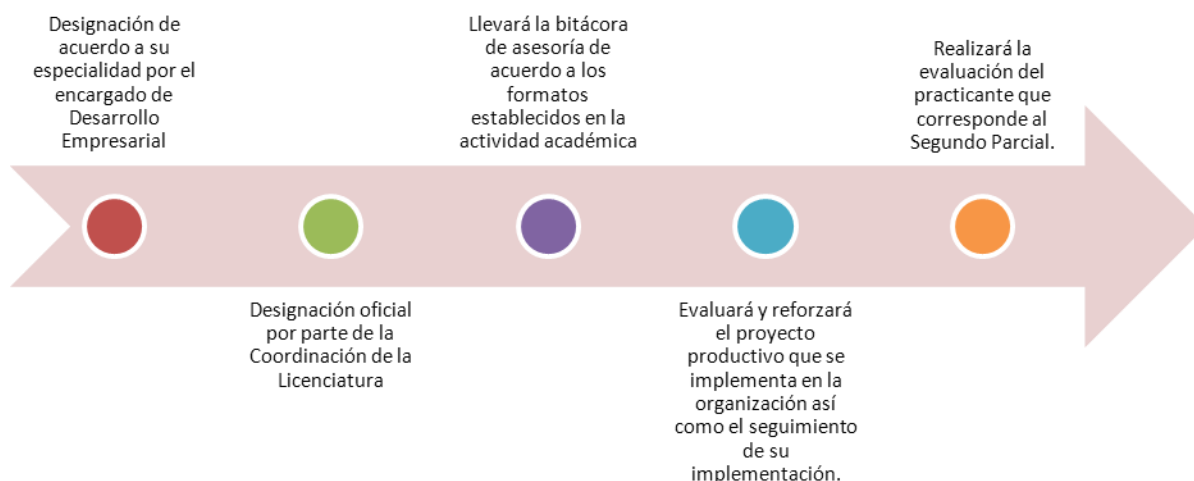 Designación de
acuerdo a su
especialidad por el
encargado de
Desarrollo
Empresarial
Designación oficial
por parte de la
Coordinación de la
Licenciatura
Llevará la bitácora
de asesoría de
acuerdo a los
formatos
establecidos en la
actividad académica
Evaluará y reforzará
el proyecto
productivo que se
implementa en la
organización así
como el seguimiento
de su
implementación.
Realizará la
evaluación del
practicante que
corresponde al
Segundo Parcial.